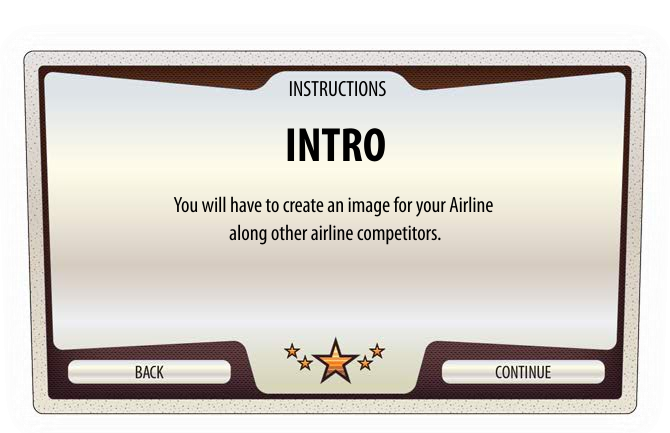 INSTRUCTIONS
INTRO
You will have to create an image for your Airline
along other airline competitors.
BACK
CONTINUE